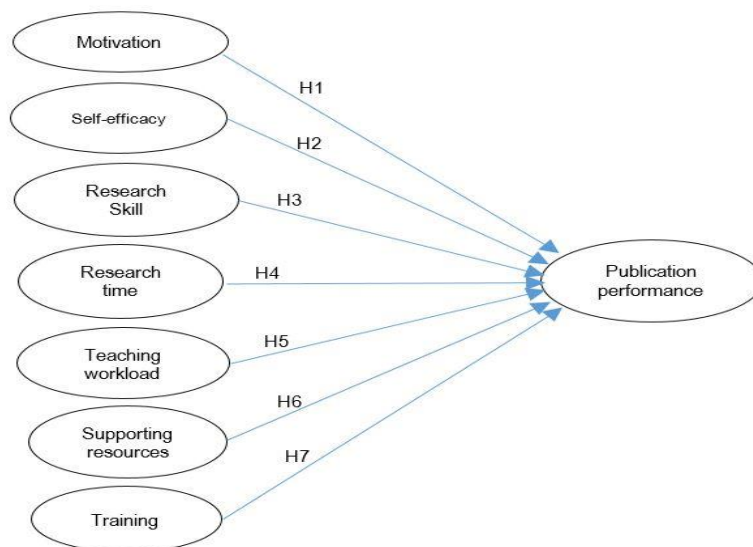 Motivation
H1
Self-efficacy
H2
Research
Skill
H3
Research
time
H4
Publication
performance
Teaching
workload
H5
Supporting
resources
H6
Training
H7